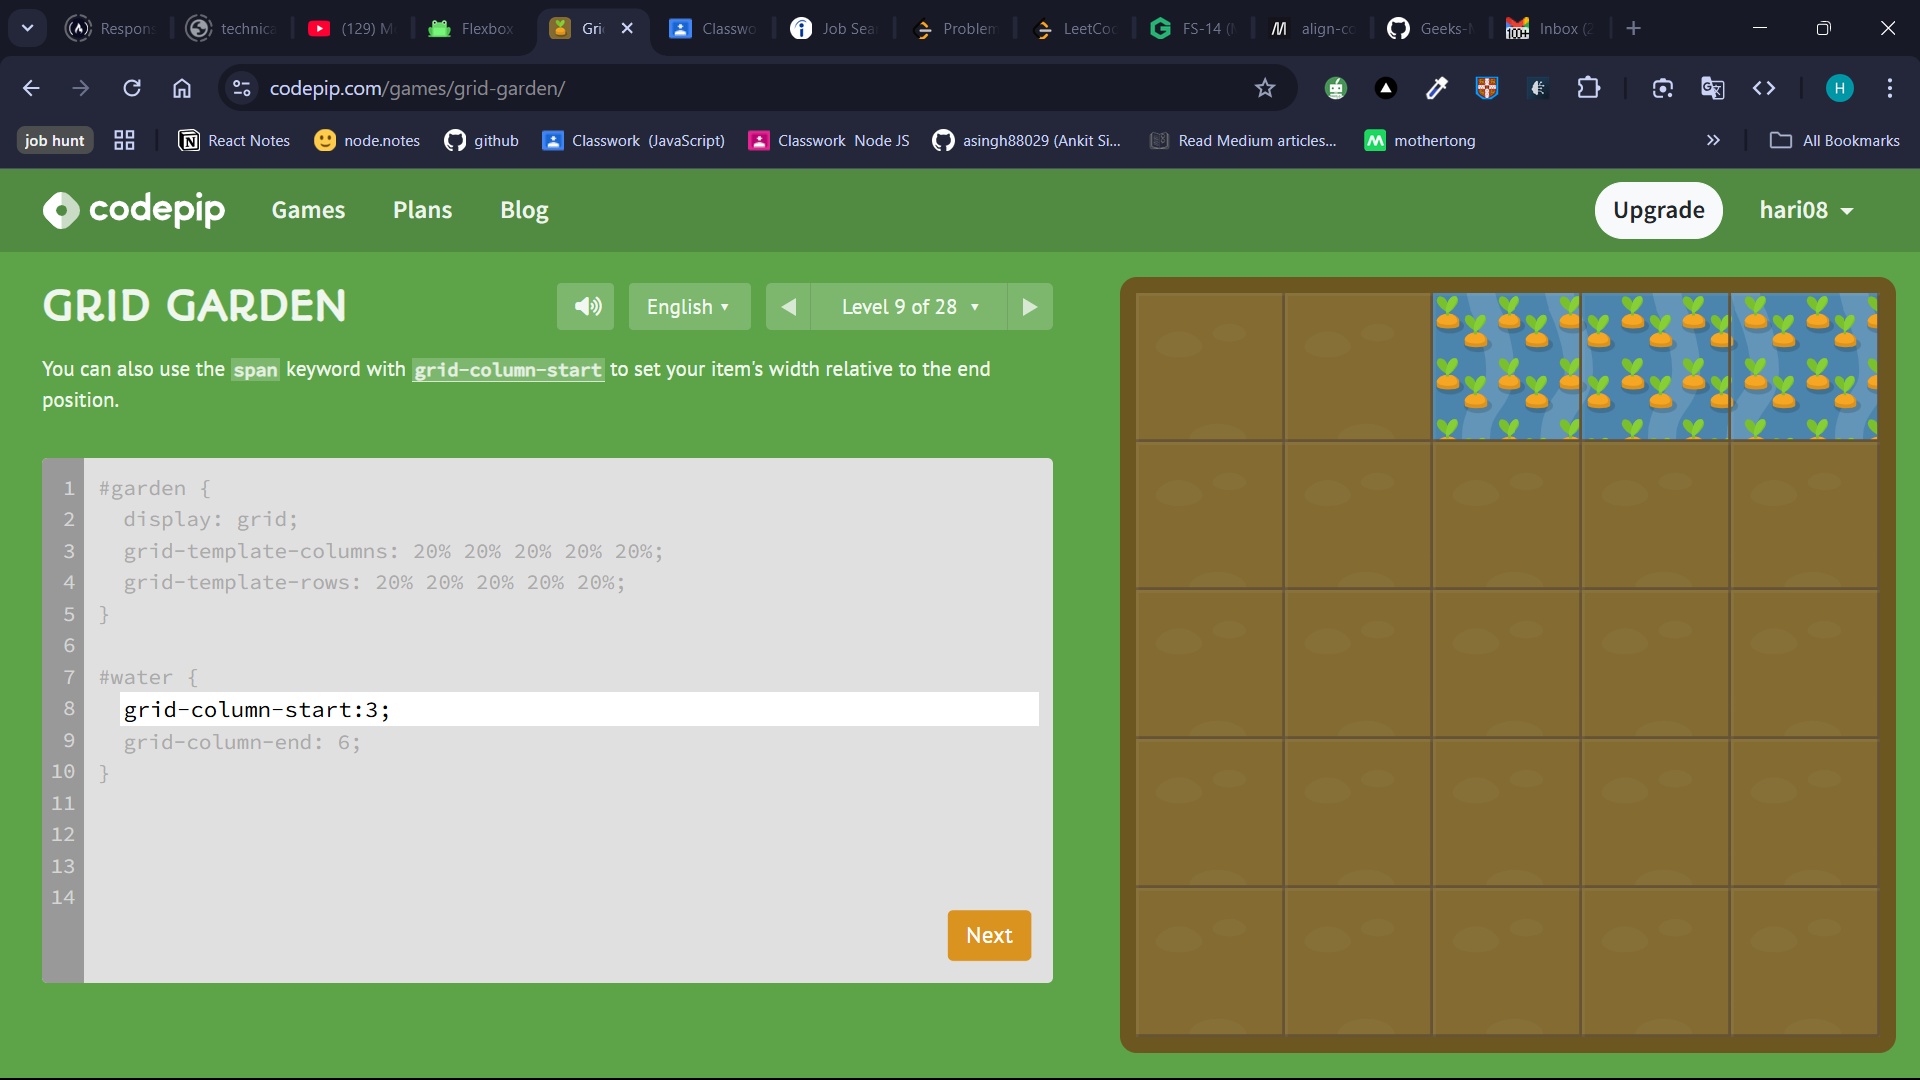 Respons
technica
(129) M
Flexbox
Gri
Classwo
Job Sea
Problem
LeetCo
FS-14 (
align-co
Geeks-
Inbox (2
codepip.com/games/grid-garden/
H
job hunt
React Notes
node.notes
github
Classwork (JavaScript)
Classwork Node JS
asingh88029 (Ankit Si...
Read Medium articles...
mothertong
All Bookmarks
codepip
Games
Plans
Blog
Upgrade
hari08
GRID GARDEN
English
Level 9 of 28
You can also use the span keyword with grid-column-start to set your item's width relative to the end
position.
1 #garden {
2 display: grid;
3 grid-template-columns: 20% 20% 20% 20% 20%;
4 grid-template-rows: 20% 20% 20% 20% 20%;
5 }
6
7 #water {
8 grid-column-start:3;
9 grid-column-end: 6;
10 }
11
12
13
14
Next